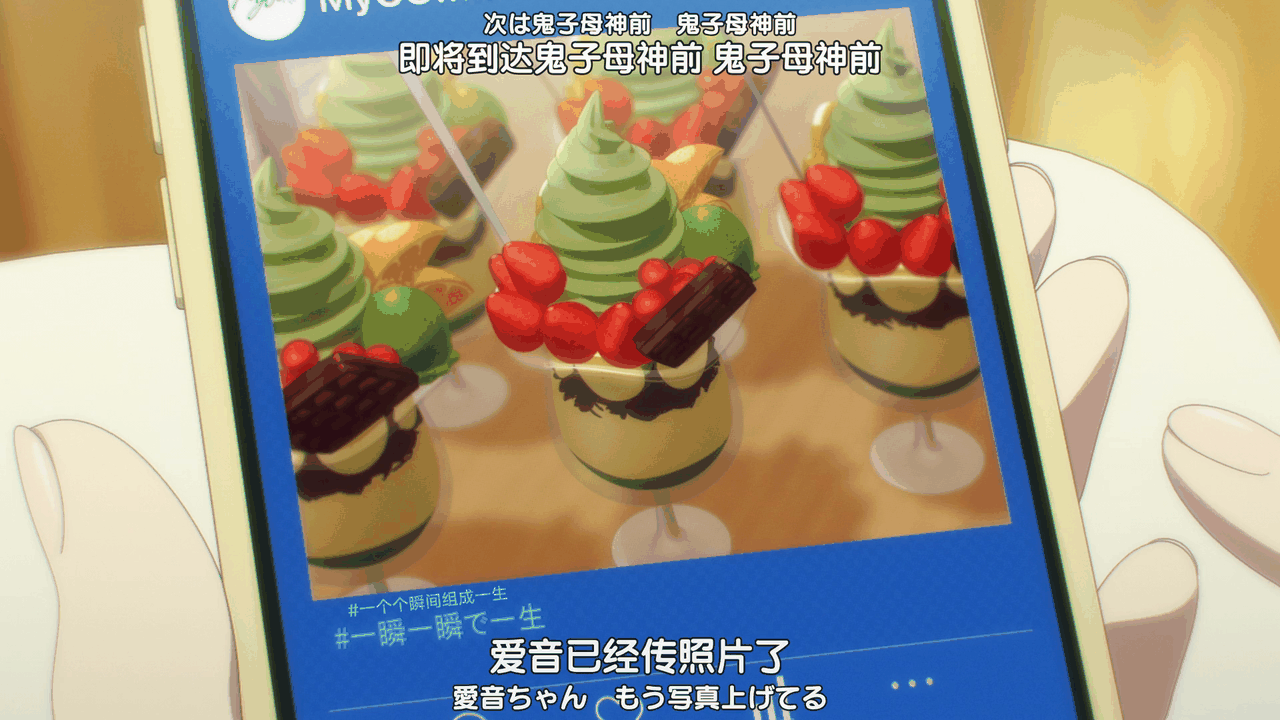 次は鬼子母神前　鬼子母神前
即将到达鬼子母神前 鬼子母神前
#一个个瞬间组成一生
#一瞬一瞬で一生
爱音已经传照片了
愛音ちゃん　もう写真上げてる